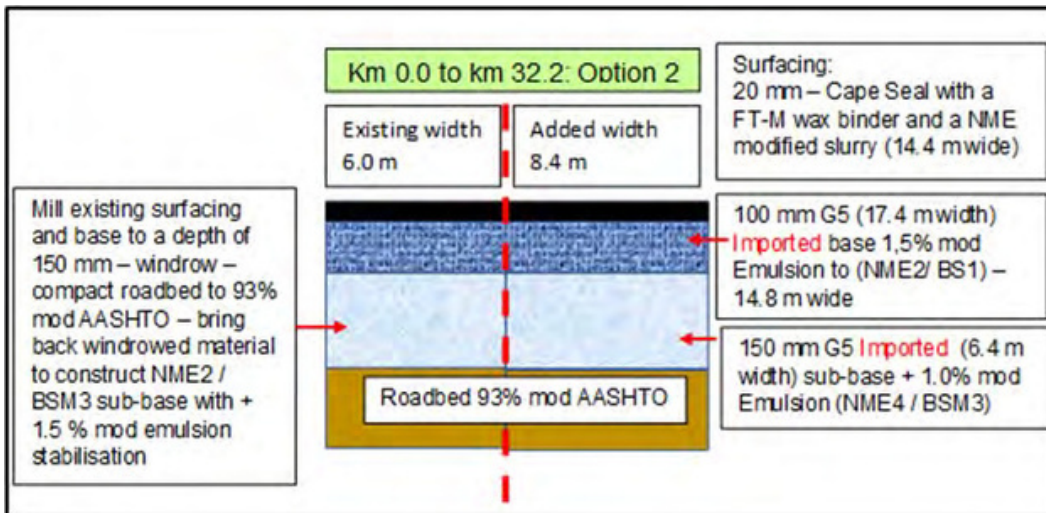 Km 0.0 to km 32.2: Option 2
Existing width
6.0 m
Added width
8.4 m
Surfacing:
20 mm – Cape Seal with a
FT-M wax binder and a NME
modified slurry (14.4 m wide)
Mill existing surfacing
and base to a depth of
150 mm – windrow –
compact roadbed to 93%
mod AASHTO – bring
back windrowed material
to construct NME2 /
BSM3 sub-base with +
1.5 % mod emulsion
stabilisation
100 mm G5 (17.4 m width)
Imported base 1,5% mod
Emulsion to (NME2/ BS1) –
14.8 m wide
150 mm G5 Imported (6.4 m
width) sub-base + 1.0% mod
Emulsion (NME4 / BSM3)
Roadbed 93% mod AASHTO